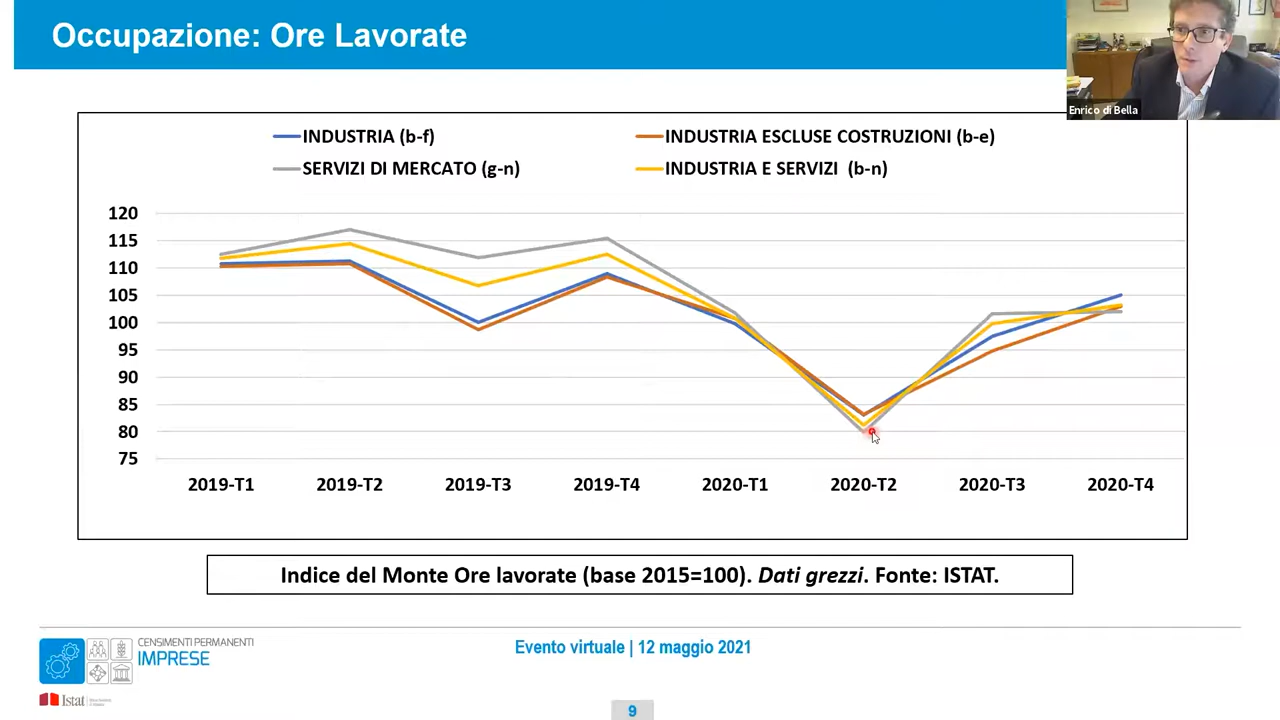 Occupazione: Ore Lavorate
Enrico di Bella
INDUSTRIA (b-f)
INDUSTRIA ESCLUSE COSTRUZIONI (b-e)
SERVIZI DI MERCATO (g-n)
INDUSTRIA E SERVIZI (b-n)
120
115
110
105
100
95
90
85
80
75
2019-T1 2019-T2 2019-T3 2019-T4 2020-T1 2020-T2 2020-T3 2020-T4
Indice del Monte Ore lavorate (base 2015=100). Dati grezzi. Fonte: ISTAT.
CENSIMENTI PERMANENTI
IMPRESE
Evento virtuale | 12 maggio 2021
Istat
9